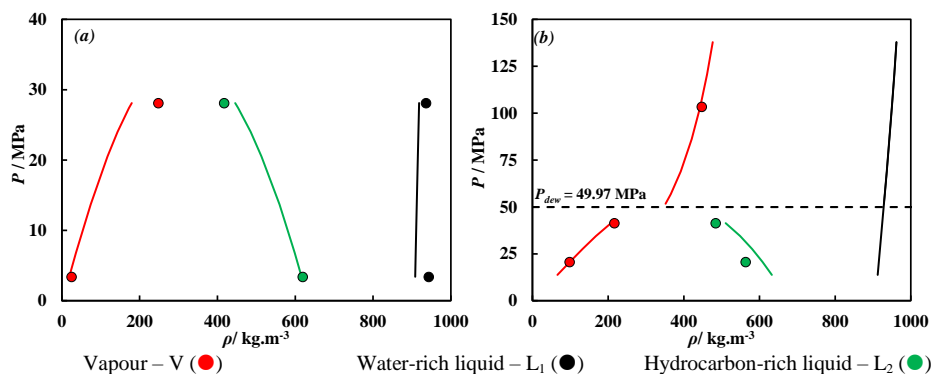 (a)
P / MPa
40
30
20
10
0
0 200 400 600 800 1000
ρ/ kg.m-3
(b)
P / MPa
150
125
100
75
50
25
0
P_dew = 49.97 MPa
0 200 400 600 800 1000
ρ/ kg.m-3
Vapour – V ( ) Water-rich liquid – L1 ( ) Hydrocarbon-rich liquid – L2 ( )